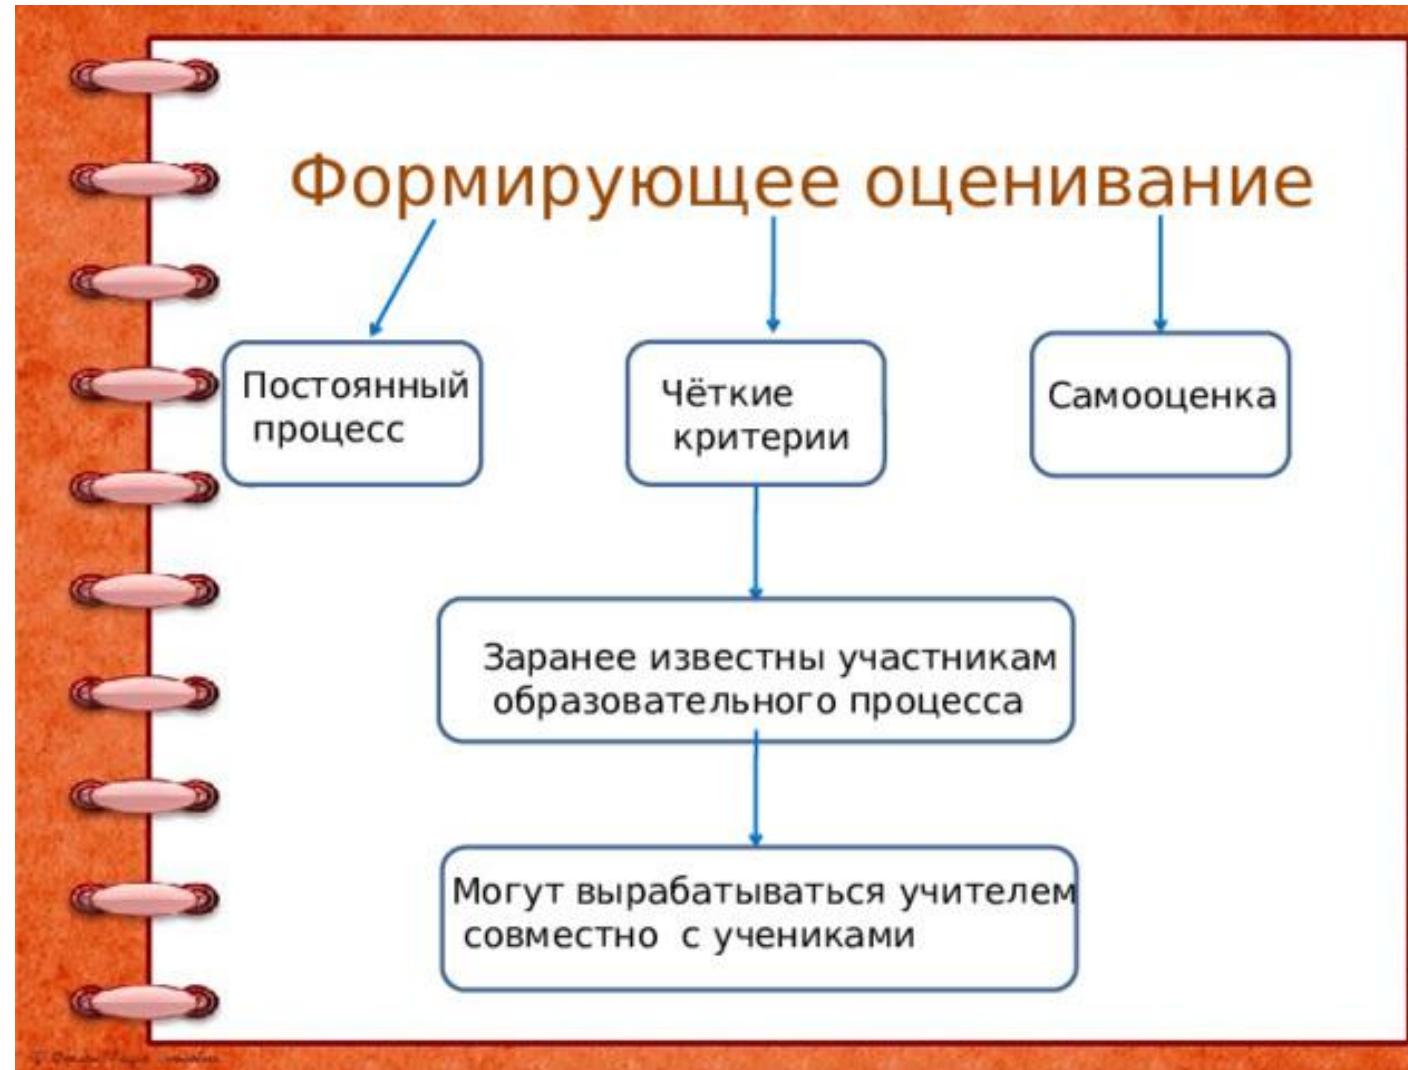 Формирующее оценивание
Постоянный
процесс
Чёткие
критерии
Самооценка
Заранее известны участникам
образовательного процесса
Могут вырабатываться учителем
совместно с учениками